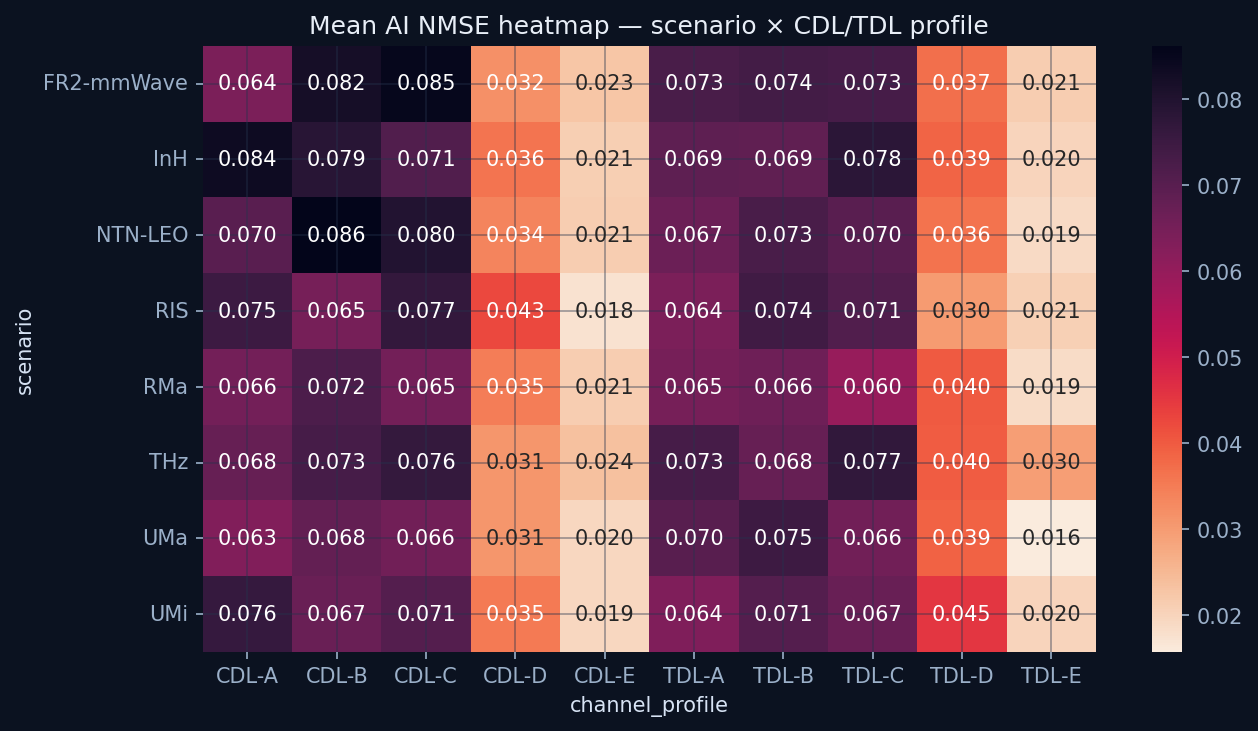 Mean AI NMSE heatmap — scenario × CDL/TDL profile
FR2-mmWave 0.064 0.082 0.085 0.032 0.023 0.073 0.074 0.073 0.037 0.021
InH 0.084 0.079 0.071 0.036 0.021 0.069 0.069 0.078 0.039 0.020
NTN-LEO 0.070 0.086 0.080 0.034 0.021 0.067 0.073 0.070 0.036 0.019
RIS 0.075 0.065 0.077 0.043 0.018 0.064 0.074 0.071 0.030 0.021
RMa 0.066 0.072 0.065 0.035 0.021 0.065 0.066 0.060 0.040 0.019
THz 0.068 0.073 0.076 0.031 0.024 0.073 0.068 0.077 0.040 0.030
UMa 0.063 0.068 0.066 0.031 0.020 0.070 0.075 0.066 0.039 0.016
UMi 0.076 0.067 0.071 0.035 0.019 0.064 0.071 0.067 0.045 0.020
CDL-A CDL-B CDL-C CDL-D CDL-E TDL-A TDL-B TDL-C TDL-D TDL-E
channel_profile
scenario
0.08
0.07
0.06
0.05
0.04
0.03
0.02